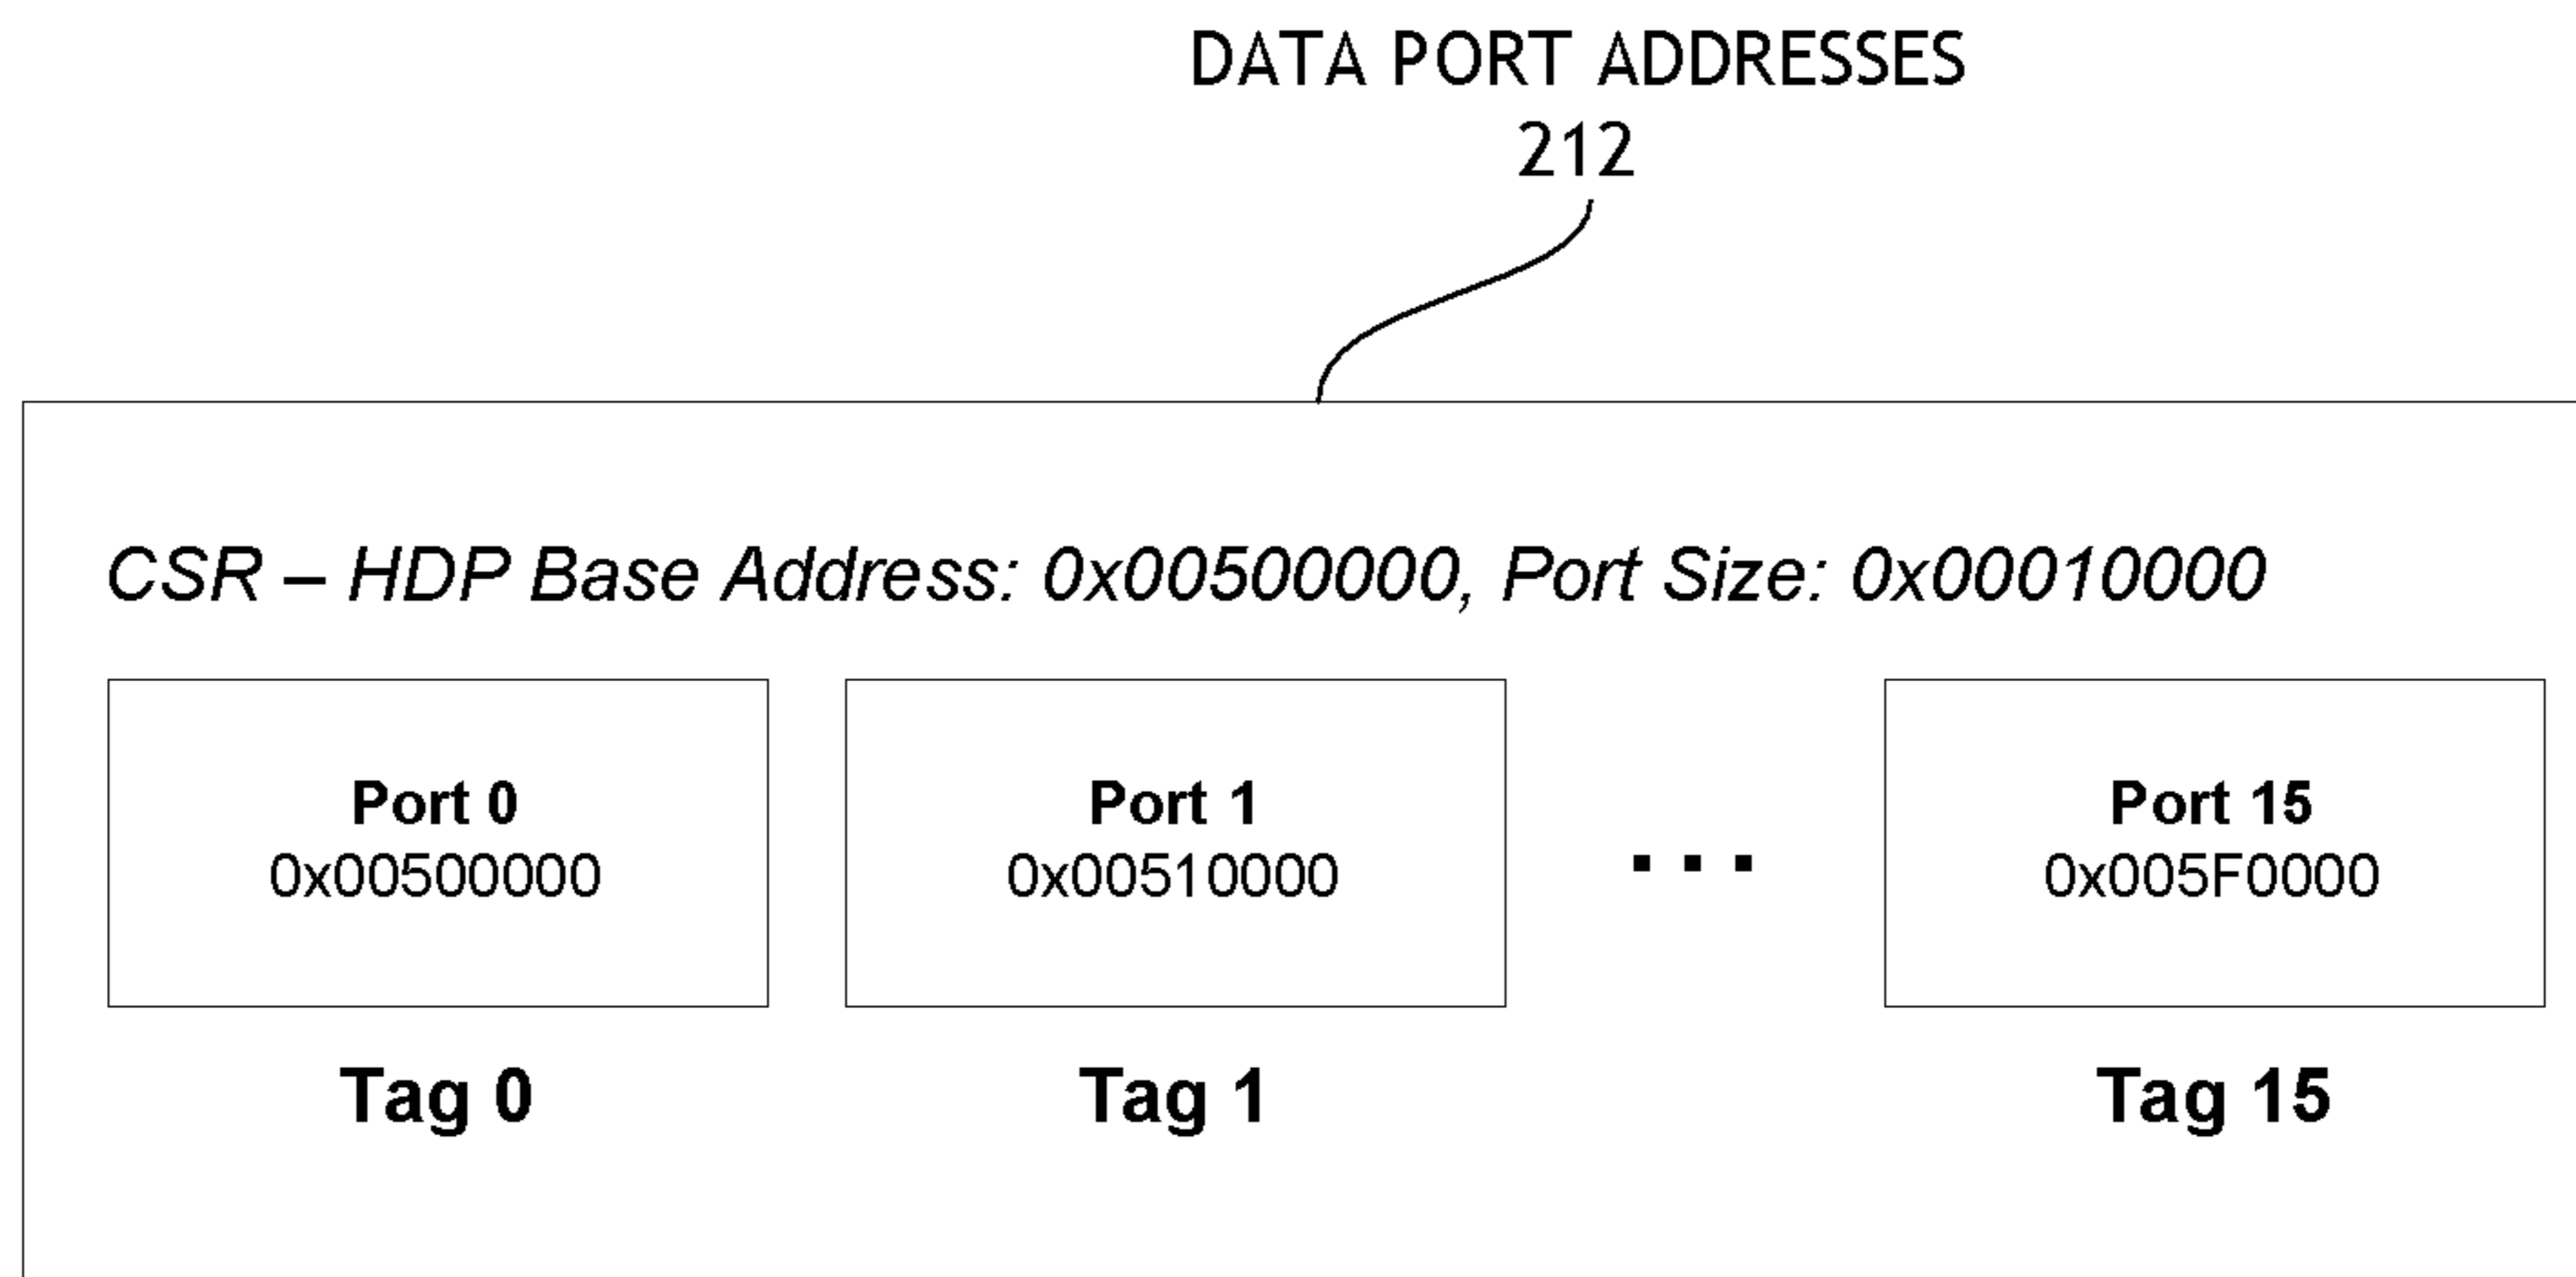 DATA PORT ADDRESSES
212
CSR – HDP Base Address: 0x00500000, Port Size: 0x00010000
Port 0
0x00500000
Port 1
0x00510000
...
Port 15
0x005F0000
Tag 0
Tag 1
Tag 15